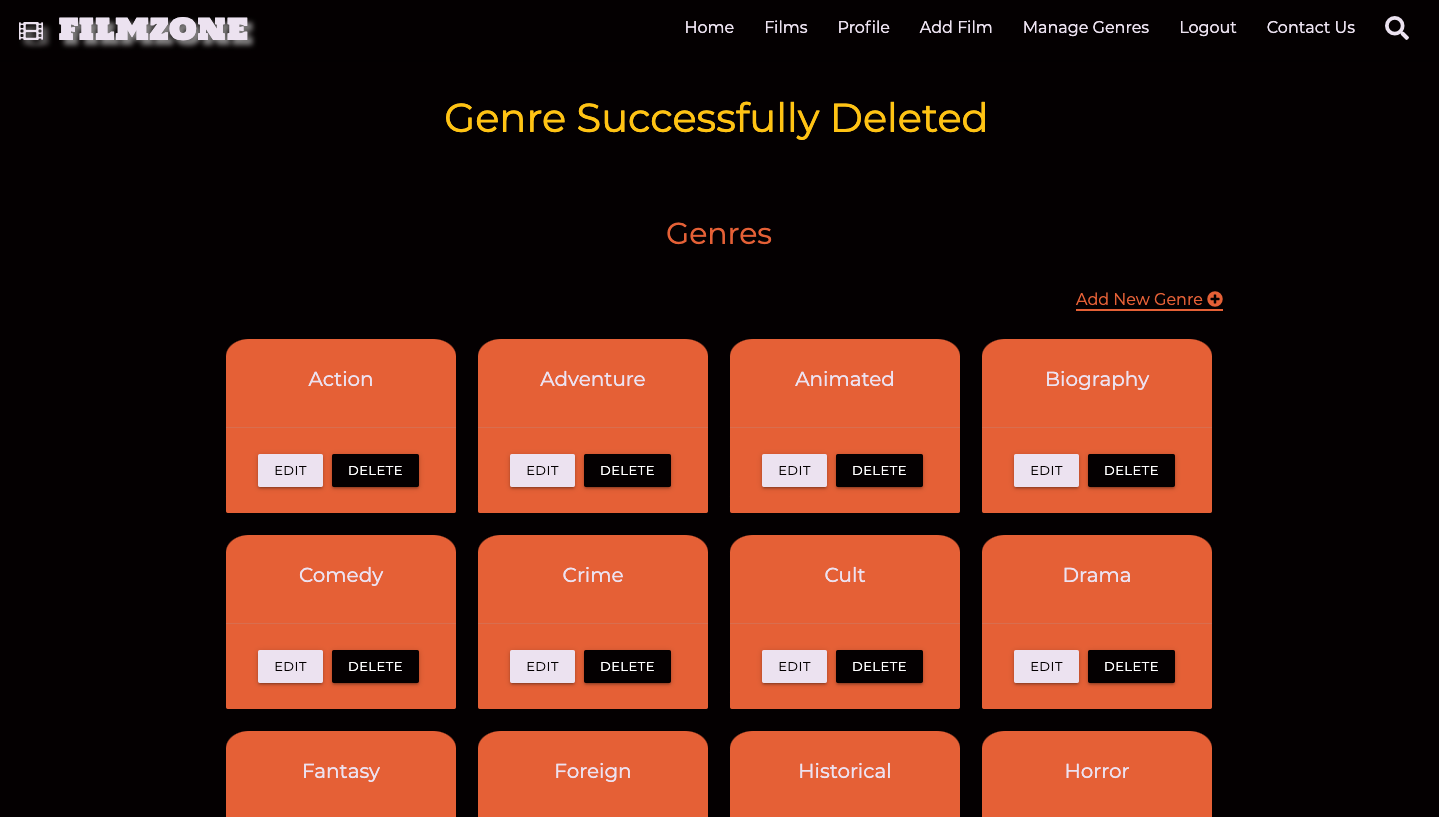 FILMZONE Home Films Profile Add Film Manage Genres Logout Contact Us
Genre Successfully Deleted
Genres
Add New Genre
Action Adventure Animated Biography
EDIT DELETE EDIT DELETE EDIT DELETE EDIT DELETE
Comedy Crime Cult Drama
EDIT DELETE EDIT DELETE EDIT DELETE EDIT DELETE
Fantasy Foreign Historical Horror